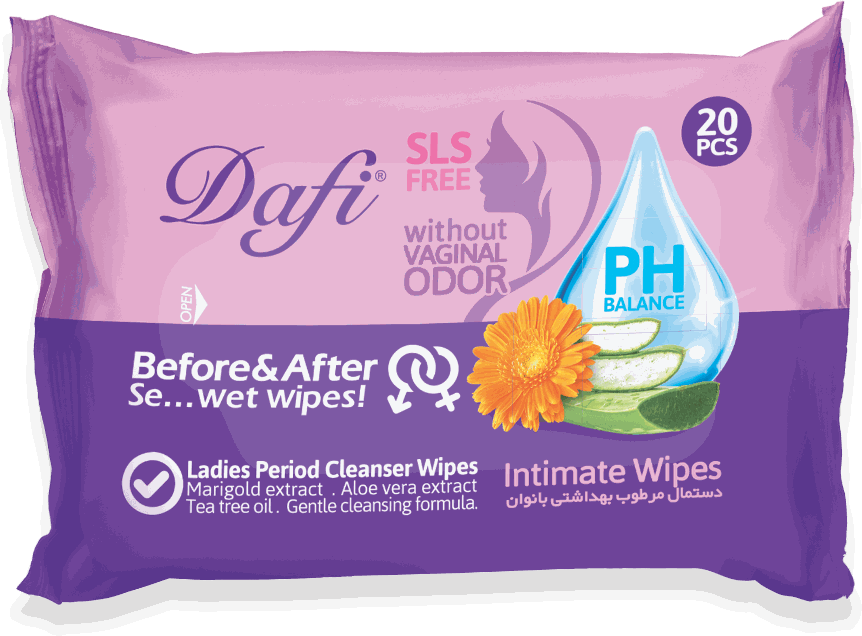 Dafi®
SLS
FREE
without
VAGINAL
ODOR
20
PCS
PH
BALANCE
OPEN
Before&After
Se...wet wipes!
Ladies Period Cleanser Wipes
Marigold extract . Aloe vera extract
Tea tree oil . Gentle cleansing formula.
Intimate Wipes
دستمال مرطوب بهداشتی بانوان